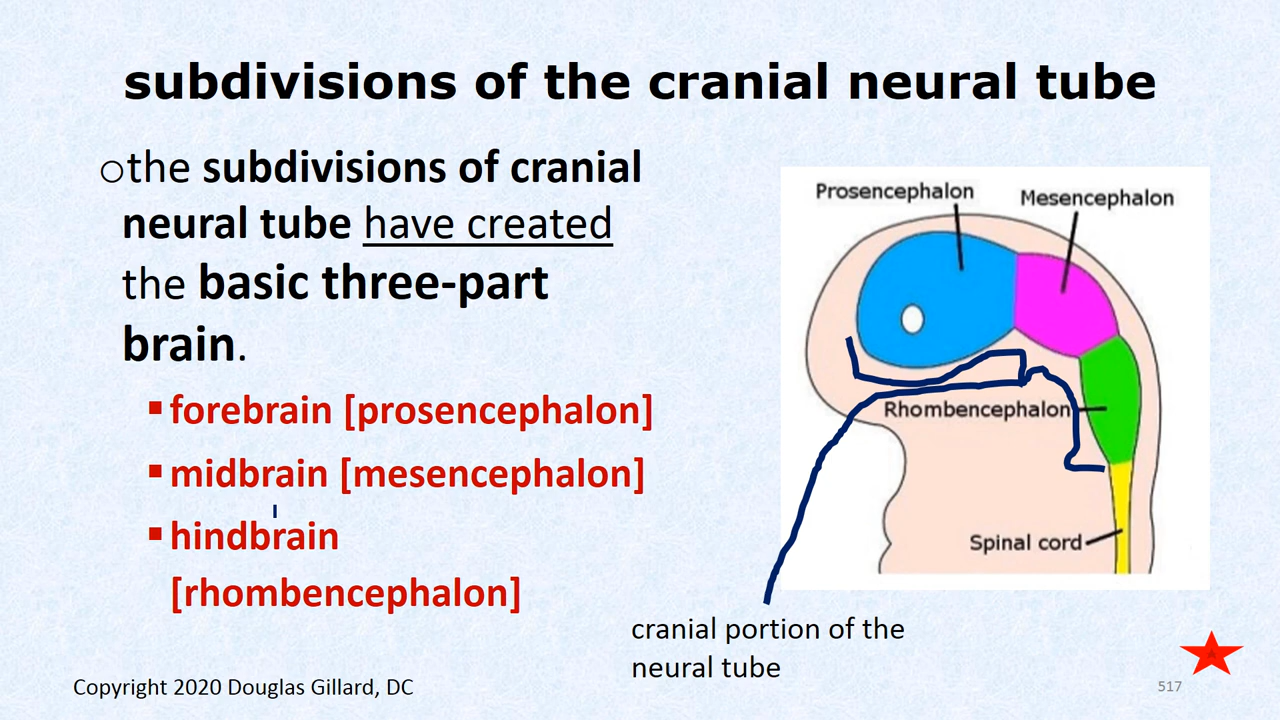 subdivisions of the cranial neural tube
the subdivisions of cranial
neural tube have created
the basic three-part
brain.
forebrain [prosencephalon]
midbrain [mesencephalon]
hindbrain
[rhombencephalon]
Prosencephalon
Mesencephalon
Rhombencephalon
Spinal cord
cranial portion of the
neural tube
Copyright 2020 Douglas Gillard, DC
517